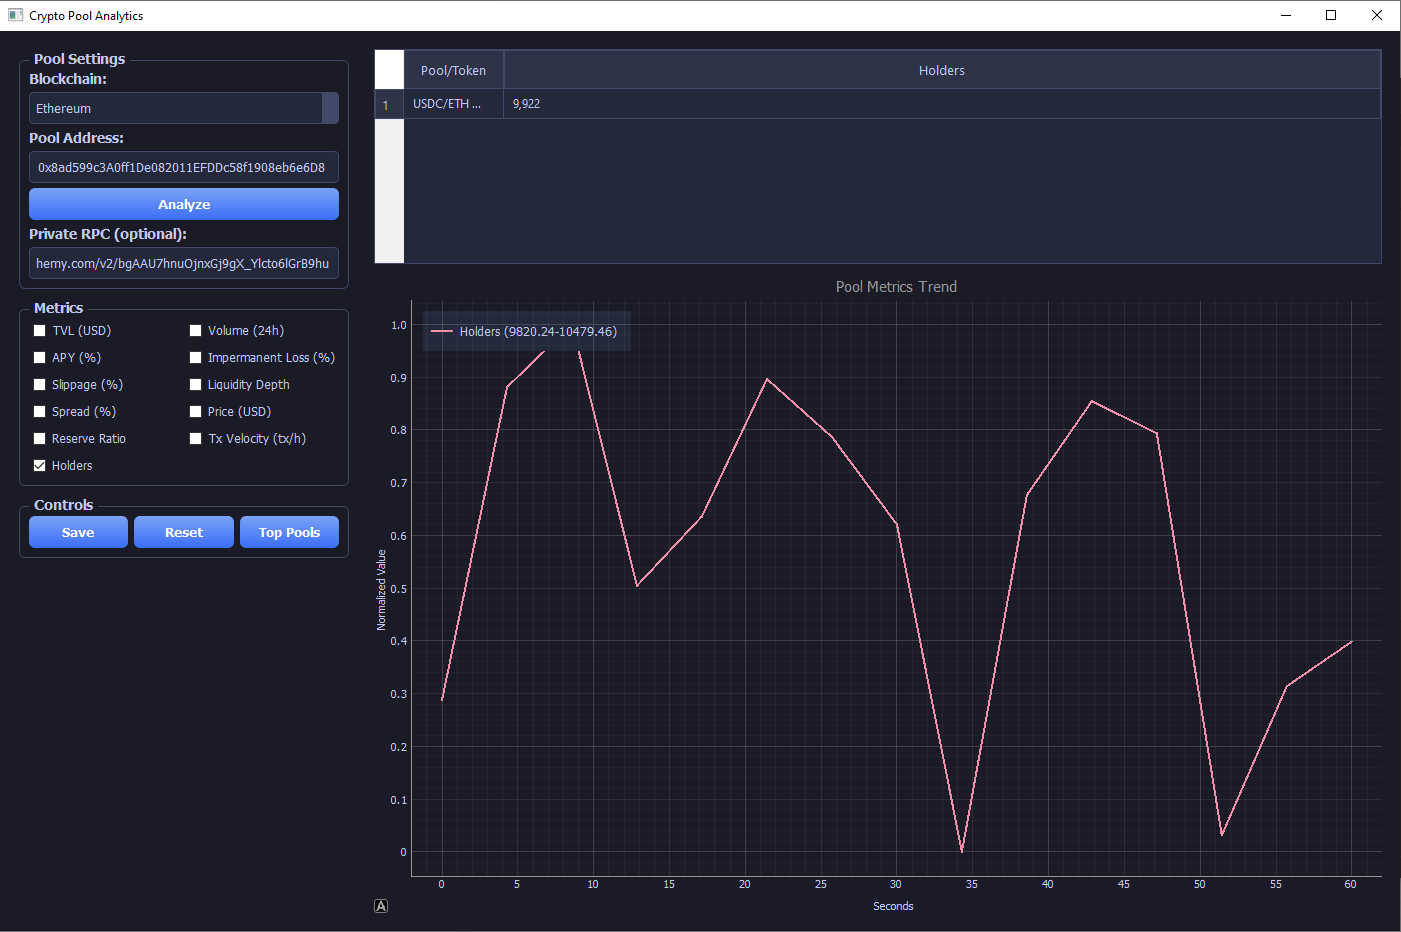 Crypto Pool Analytics
Pool Settings
Blockchain:
Ethereum
Pool Address:
0x8ad599c3A0ff1De082011EFDDc58f1908eb6e6D8
Analyze
Private RPC (optional):
hemy.com/v2/bgAAU7hnuOjnxGj9gX_Ylcto6lGrB9hu
Metrics
TVL (USD) Volume (24h)
APY (%) Impermanent Loss (%)
Slippage (%) Liquidity Depth
Spread (%) Price (USD)
Reserve Ratio Tx Velocity (tx/h)
Holders
Controls
Save Reset Top Pools
Pool/Token Holders
1 USDC/ETH ... 9,922
Pool Metrics Trend
Holders (9820.24-10479.46)
Normalized Value
1.0
0.9
0.8
0.7
0.6
0.5
0.4
0.3
0.2
0.1
0
0 5 10 15 20 25 30 35 40 45 50 55 60
Seconds
A